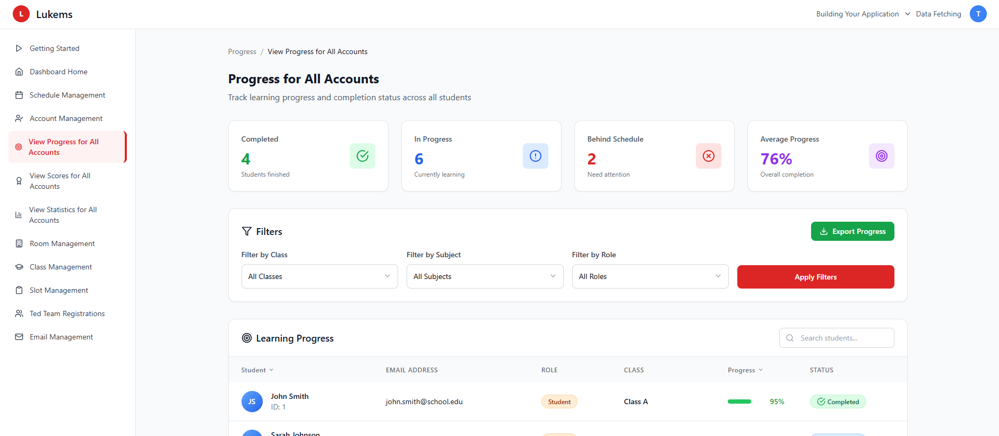 L
Lukems
Building Your Application
Data Fetching
T
Getting Started
Dashboard Home
Schedule Management
Account Management
View Progress for All
Accounts
View Scores for All
Accounts
View Statistics for All
Accounts
Room Management
Class Management
Slot Management
Ted Team Registrations
Email Management
Progress / View Progress for All Accounts
Progress for All Accounts
Track learning progress and completion status across all students
Completed
4
Students finished
In Progress
6
Currently learning
Behind Schedule
2
Need attention
Average Progress
76%
Overall completion
Filters
Export Progress
Filter by Class
All Classes
Filter by Subject
All Subjects
Filter by Role
All Roles
Apply Filters
Learning Progress
Search students...
Student
EMAIL ADDRESS
ROLE
CLASS
Progress
STATUS
JS
John Smith
ID: 1
john.smith@school.edu
Student
Class A
95%
Completed
Sarah Johnson